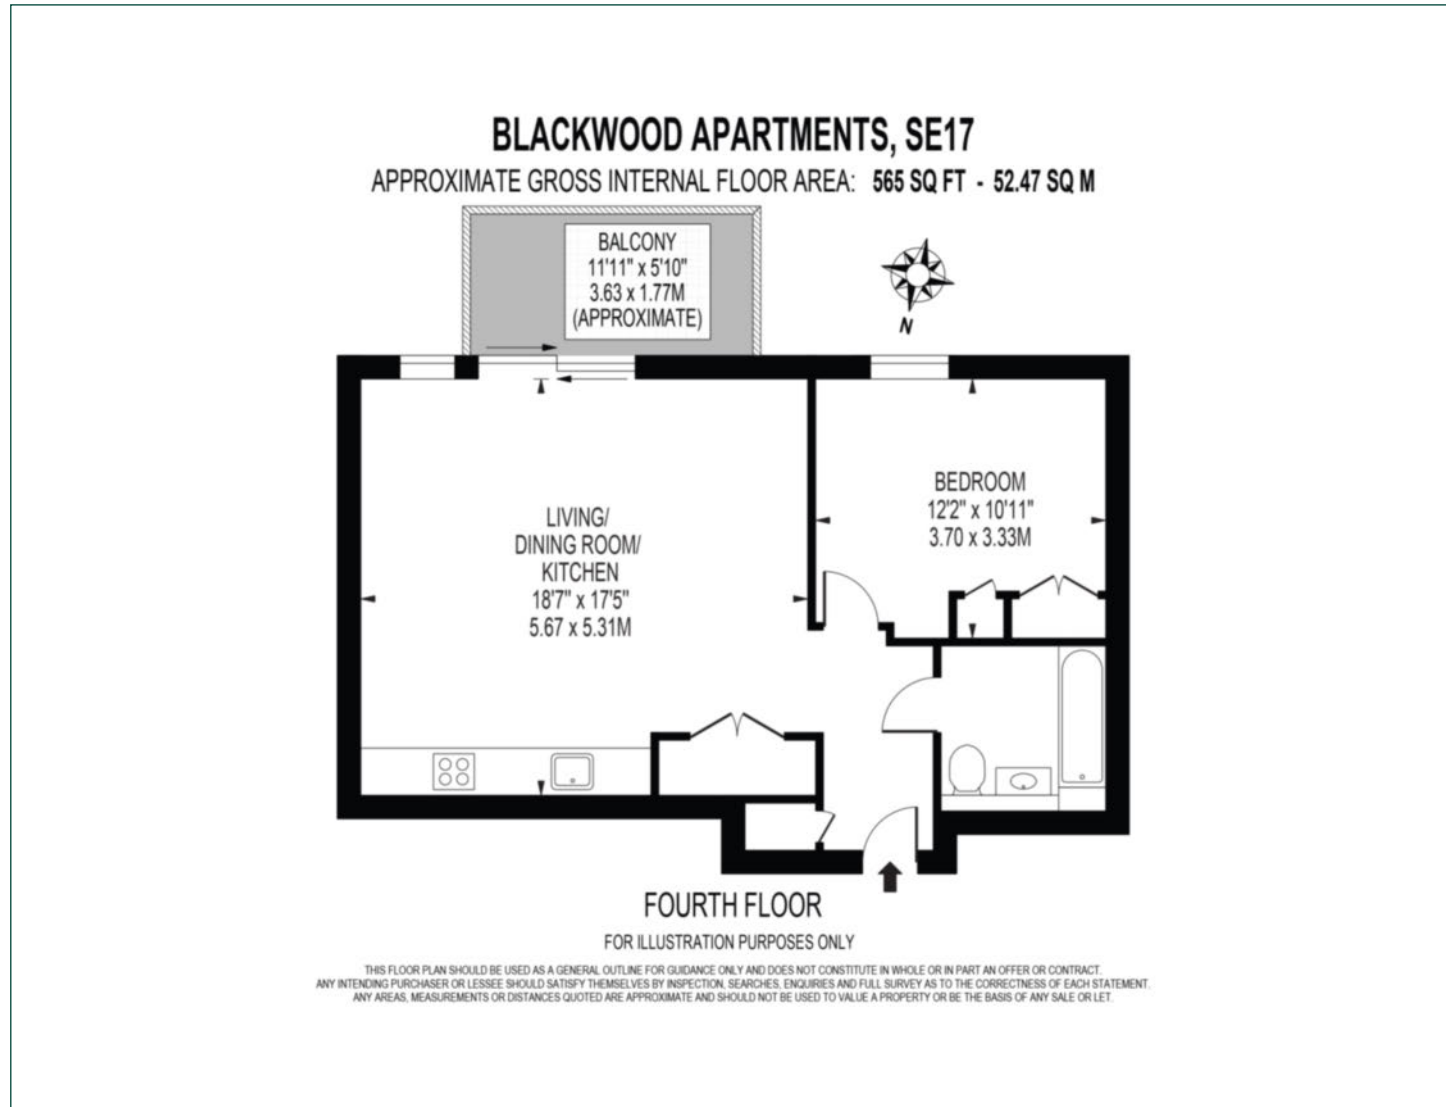 BLACKWOOD APARTMENTS, SE17
APPROXIMATE GROSS INTERNAL FLOOR AREA: 565 SQ FT - 52.47 SQ M
BALCONY
11'11" x 5'10"
3.63 x 1.77M
(APPROXIMATE)
N
BEDROOM
12'2" x 10'11"
3.70 x 3.33M
LIVING/
DINING ROOM/
KITCHEN
18'7" x 17'5"
5.67 x 5.31M
FOURTH FLOOR
FOR ILLUSTRATION PURPOSES ONLY
THIS FLOOR PLAN SHOULD BE USED AS A GENERAL OUTLINE FOR GUIDANCE ONLY AND DOES NOT CONSTITUTE IN WHOLE OR IN PART AN OFFER OR CONTRACT.
ANY INTENDING PURCHASER OR LESSEE SHOULD SATISFY THEMSELVES BY INSPECTION, SEARCHES, ENQUIRIES AND FULL SURVEY AS TO THE CORRECTNESS OF EACH STATEMENT.
ANY AREAS, MEASUREMENTS OR DISTANCES QUOTED ARE APPROXIMATE AND SHOULD NOT BE USED TO VALUE A PROPERTY OR BE THE BASIS OF ANY SALE OR LET.